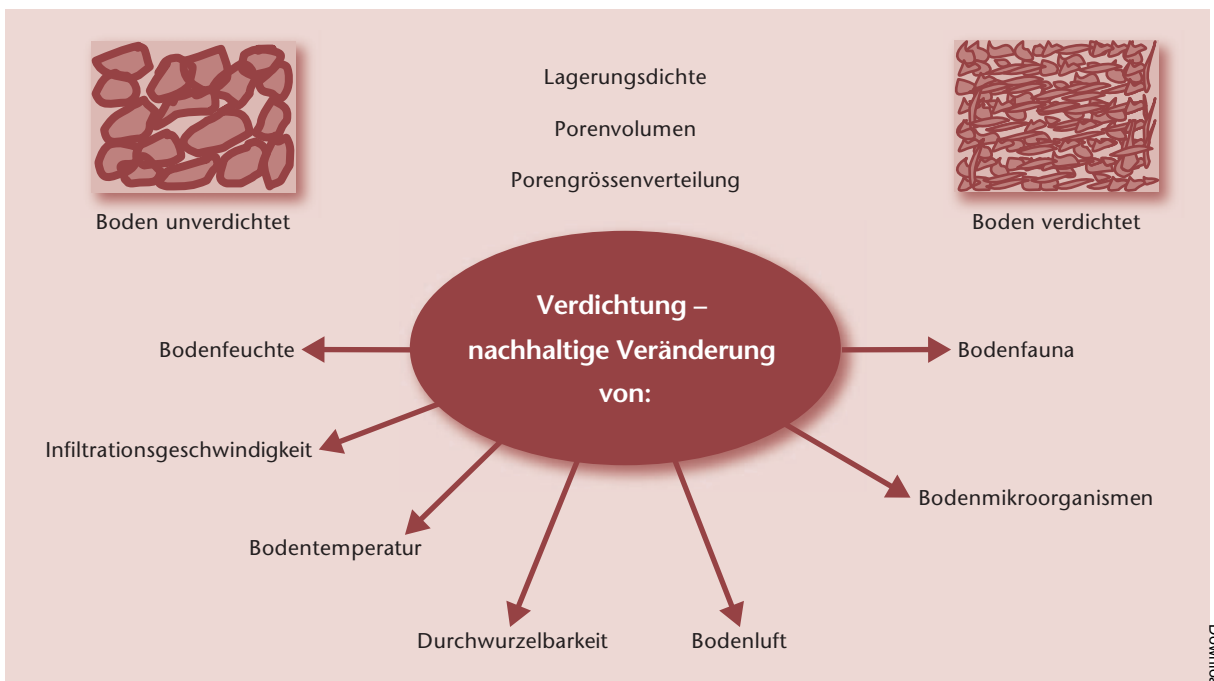 Lagerungsdichte
Porenvolumen
Porengrössenverteilung
Boden unverdichtet
Boden verdichtet
Verdichtung –
nachhaltige Veränderung
von:
Bodenfeuchte
Bodenfauna
Infiltrationsgeschwindigkeit
Bodenmikroorganismen
Bodentemperatur
Durchwurzelbarkeit
Bodenluft